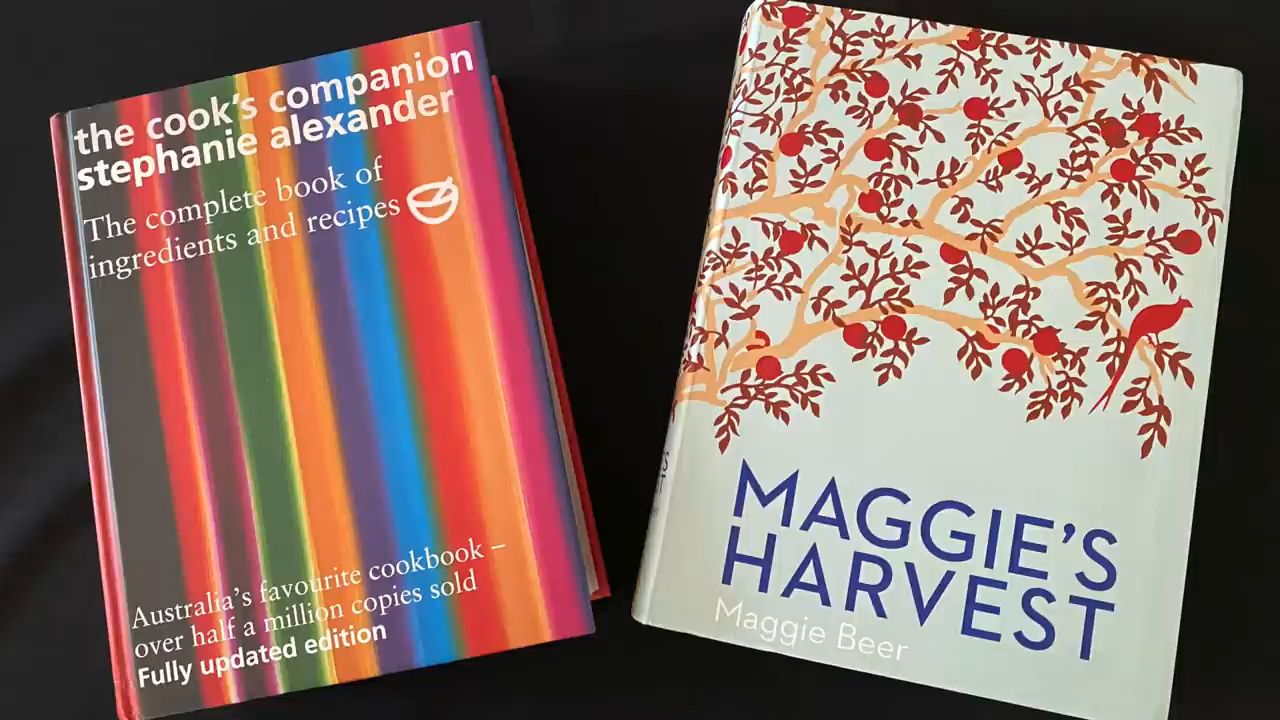 the cook's companion
stephanie alexander
The complete book of
ingredients and recipes
Australia's favourite cookbook –
over half a million copies sold
Fully updated edition
MAGGIE'S
HARVEST
Maggie Beer